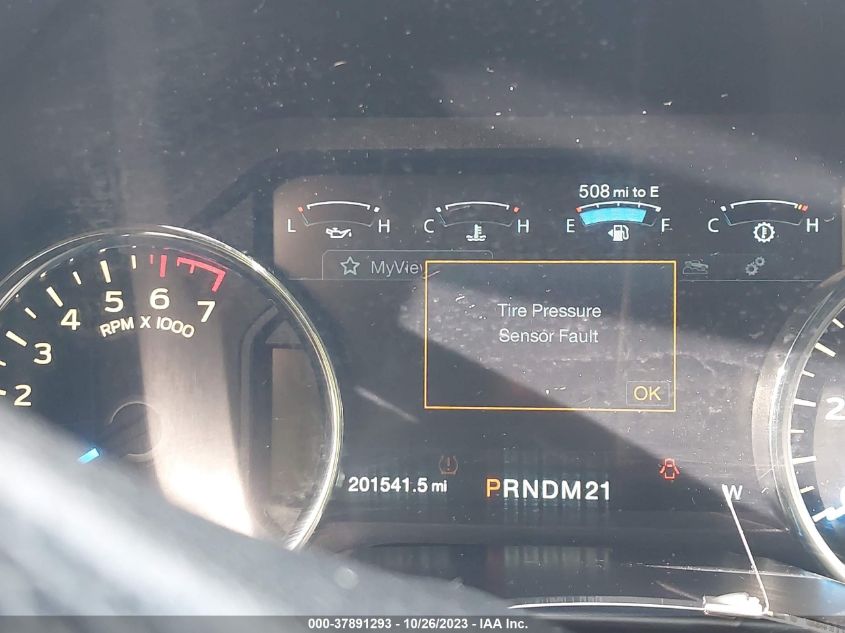 508 mi to E
L H C H E F C H
MyView
Tire Pressure
Sensor Fault
OK
2 3 4 5 6 7
RPM X 1000
2
201541.5 mi
PRNDM21
W
000-37891293 - 10/26/2023 - IAA Inc.